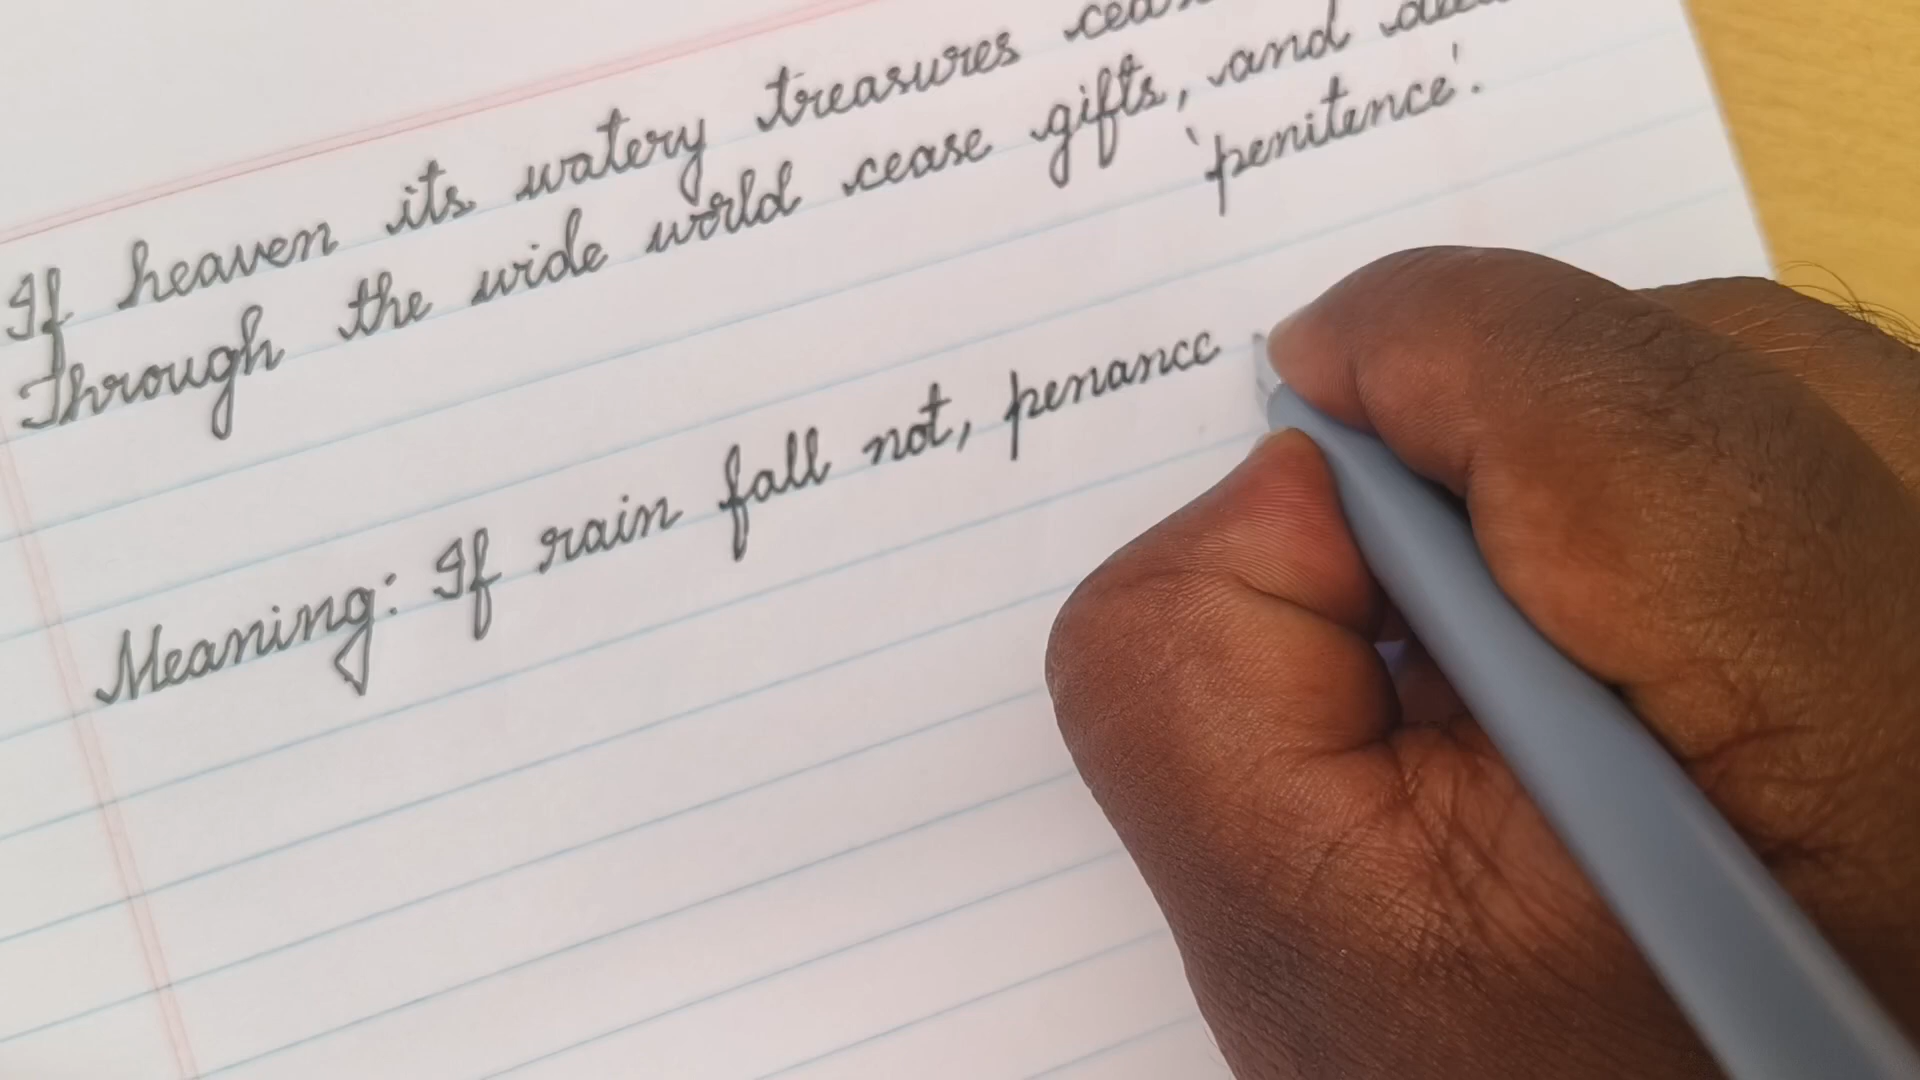 If heaven its watery treasures
Through the wide world cease gifts, and
'penitence'.
Meaning: If rain fall not, penance